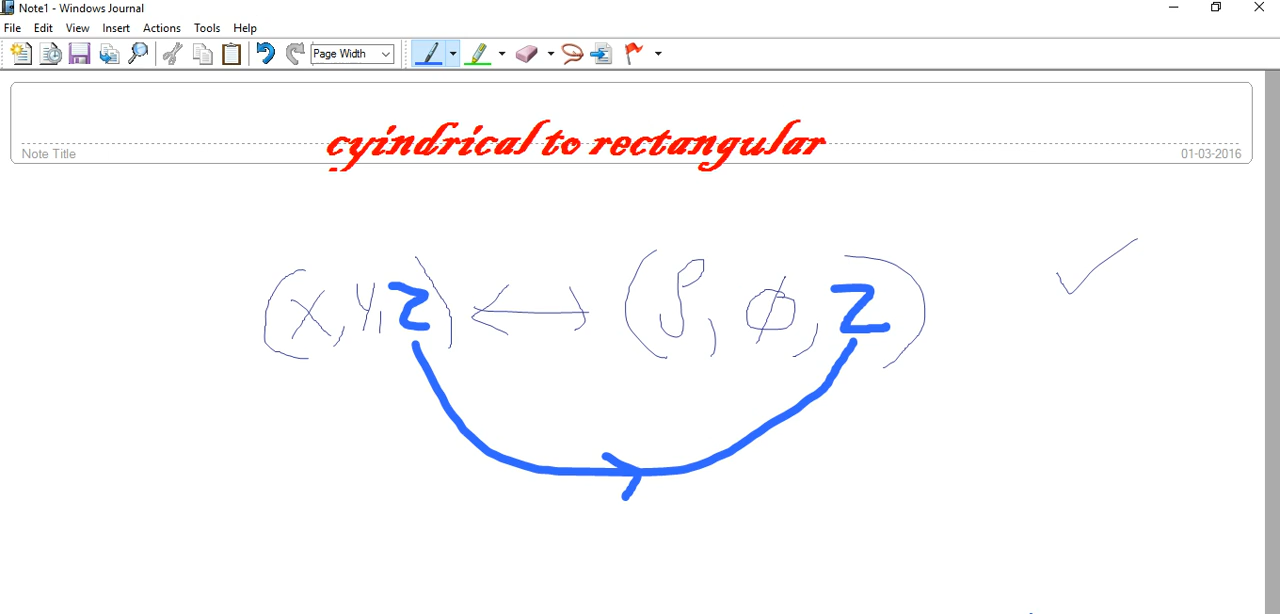 Note1 - Windows Journal
File Edit View Insert Actions Tools Help
Page Width
cyindrical to rectangular
Note Title
01-03-2016
(x, y, z) ↔ (ρ, ϕ, z) ✓